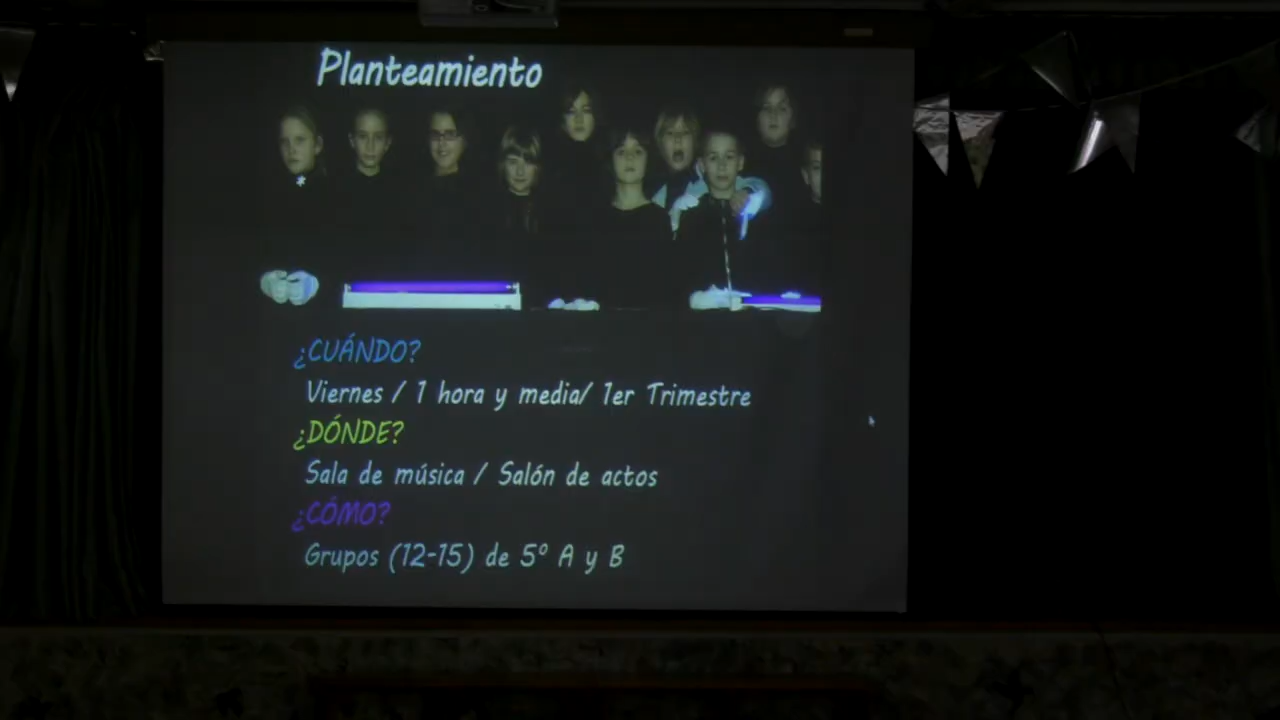 Planteamiento
¿CUÁNDO?
Viernes / 1 hora y media/ 1er Trimestre
¿DÓNDE?
Sala de música / Salón de actos
¿CÓMO?
Grupos (12-15) de 5º A y B